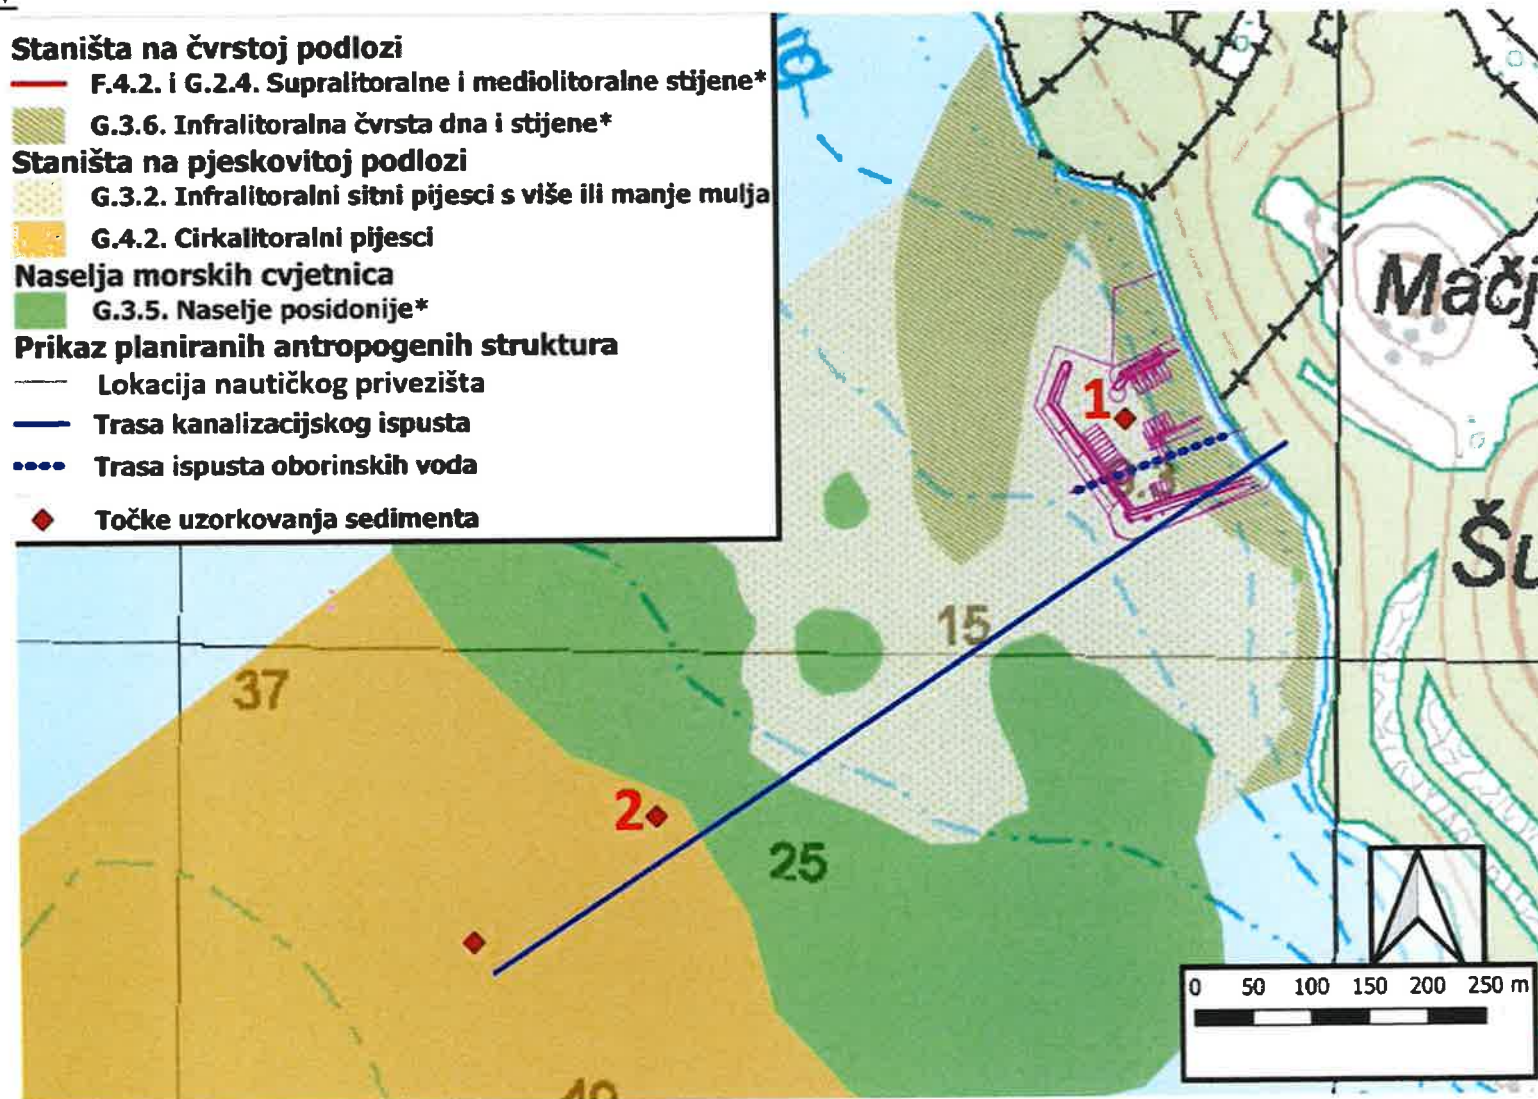 Staništa na čvrstoj podlozi
F.4.2. i G.2.4. Supralitoralne i mediolitoralne stijene*
G.3.6. Infralitoralna čvrsta dna i stijene*
Staništa na pjeskovitoj podlozi
G.3.2. Infralitoralni sitni pijesci s više ili manje mulja
G.4.2. Cirkalitoralni pijesci
Naselja morskih cvjetnica
G.3.5. Naselje posidonije*
Prikaz planiranih antropogenih struktura
Lokacija nautičkog privezišta
Trasa kanalizacijskog ispusta
Trasa ispusta oborinskih voda
Točke uzorkovanja sedimenta
Mačj
1
Šu
15
37
2
25
0 50 100 150 200 250 m